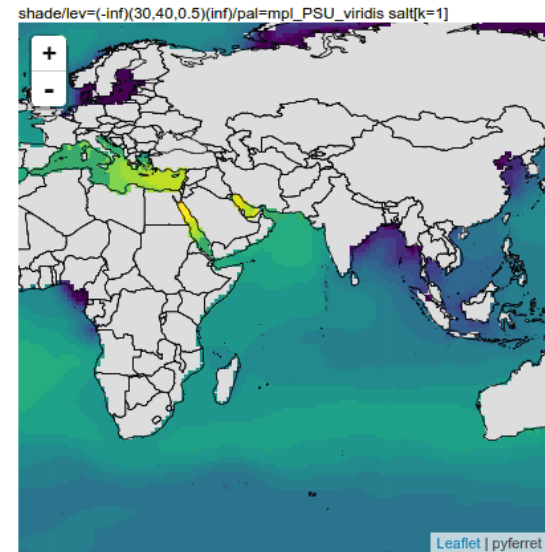 shade/lev=(-inf)(30,40,0.5)(inf)/pal=mpl_PSU_viridis salt[k=1]
+
-
Leaflet | pyferret